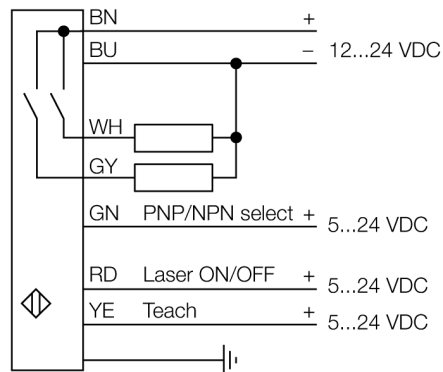 BN +
BU – 12...24 VDC
WH
GY
GN PNP/NPN select + 5...24 VDC
RD Laser ON/OFF + 5...24 VDC
YE Teach + 5...24 VDC